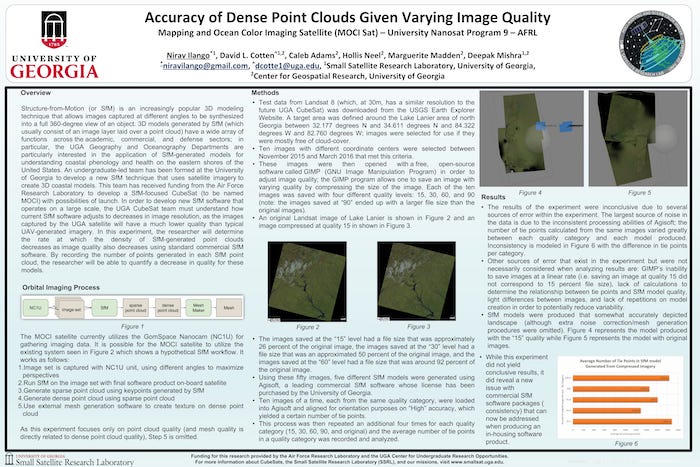 Accuracy of Dense Point Clouds Given Varying Image Quality
Mapping and Ocean Color Imaging Satellite (MOCI Sat) – University Nanosat Program 9 – AFRL
Nirav Ilango*1, David L. Cotten^1,2, Caleb Adams2, Hollis Neel2, Marguerite Madden2, Deepak Mishra1,2
*niravilango@gmail.com, ^dcotte1@uga.edu, 1Small Satellite Research Laboratory, University of Georgia,
2Center for Geospatial Research, University of Georgia
1785
UNIVERSITY OF
GEORGIA
Overview
Structure-from-Motion (or SfM) is an increasingly popular 3D modeling
technique that allows images captured at different angles to be synthesized
into a full 360-degree view of an object. 3D models generated by SfM (which
usually consist of an image layer laid over a point cloud) have a wide array of
functions across the academic, commercial, and defense sectors; in
particular, the UGA Geography and Oceanography Departments are
particularly interested in the application of SfM-generated models for
understanding coastal phenology and health on the eastern shores of the
United States. An undergraduate-led team has been formed at the University
of Georgia to develop a new SfM technique that uses satellite imagery to
create 3D coastal models. This team has received funding from the Air Force
Research Laboratory to develop a SfM-focused CubeSat (to be named
MOCI) with possibilities of launch. In order to develop new SfM software that
operates on a large budget, the UGA CubeSat team must understand how
current SfM software adjusts to decreases in image resolution, as the images
captured by the UGA satellite will have a much lower quality than typical
UAV-generated imagery. In this experiment, the researcher will determine
the rate at which the density of SfM-generated point clouds
decreases as image quality also decreases using standard commercial SfM
software. By recording the number of points generated in each SfM point
cloud, the researcher will be able to quantify a decrease in quality for these
models.
Orbital Imaging Process
NC1U
image set
SfM
sparse
point cloud
dense
point cloud
Mesh
Maker
Mesh
Figure 1
The MOCI satellite currently utilizes the GomSpace Nanocam (NC1U) for
gathering imaging data. It is possible for the MOCI satellite to utilize the
existing system seen in Figure 2 which shows a hypothetical SfM workflow. It
works as follows:
1.Image set is captured with NC1U unit, using different angles to maximize
perspectives
2.Run SfM on the image set with final software product on-board satellite
3.Generate sparse point cloud using keypoints generated by SfM
4.Generate dense point cloud using sparse point cloud
5.Use external mesh generation software to create texture on dense point
cloud
As this experiment focuses only on point cloud quality (and mesh quality is
directly related to dense point cloud quality), Step 5 is omitted.
Methods
• Test data from Landsat 8 (which, at 30m, has a similar resolution to the
future UGA CubeSat) was downloaded from the USGS Earth Explorer
Website. A target area was defined around the Lake Lanier area of north
Georgia between 32.177 degrees N and 34.611 degrees N and 84.322
degrees W and 82.760 degrees W; images were selected for use if they
were mostly free of cloud-cover.
• Ten images with different coordinate centers were selected between
November 2015 and March 2016 that met this criteria.
• These images were then opened with a free, open-source
software called GIMP (GNU Image Manipulation Program) in order to
adjust image quality; the GIMP program allows one to save an image with
varying quality by compressing the size of the image. Each of the ten
images was saved with four different quality levels: 15, 30, 60, and 90
(note: the images saved at "90" ended up with a larger file size than the
original images).
• An original Landsat image of Lake Lanier is shown in Figure 2 and an
image compressed at quality 15 in shown in Figure 3.
Figure 2
Figure 3
• The images saved at the "15" level had a file size that was approximately
26 percent of the original image, the images saved at the "30" level had a
file size that was an approximately 50 percent of the original image, and the
images saved at the "60" level had a file size that was around 92 percent of
the original image.
• Using these fifty images, five different SfM models were generated using
Agisoft, a leading commercial SfM software whose license has been
purchased by the University of Georgia.
• Ten images of a time, each from the same quality category, were loaded
into Agisoft and aligned for orientation purposes on "High" accuracy, which
yielded a certain number of tie points.
• This process was then repeated an additional four times for each quality
category (15, 30, 60, 90, and original) and the average number of tie points
in a quality category was recorded and analyzed.
Figure 4
Figure 5
Results
• The results of the experiment were inconclusive due to several
sources of error within the experiment. The largest source of noise in
the data is due to the inconsistent processing abilities of Agisoft; the
number of tie points calculated from the same images varied greatly
between each quality category and each model produced.
Inconsistency is modeled in Figure 6 with the difference in tie points
per category.
• Other sources of error that exist in the experiment but were not
necessarily considered when analyzing results are: GIMP's inability
to save images at a linear rate (i.e. saving an image at quality 15 did
not correspond to 15 percent file size), lack of calculations to
determine the relationship between tie points and SfM model quality,
light differences between images, and lack of repetitions on model
creation in order to potentially reduce variability.
• SfM models were produced that somewhat accurately depicted
landscape (although extra noise correction/mesh generation
procedures were omitted). Figure 4 represents the model produced
with the "15" quality while Figure 5 represents the model with original
images.
• While this experiment
did not yield
conclusive results, it
did reveal a new
issue with
commercial SfM
software packages (
consistency) that can
now be addressed
when producing an
in-housing software
product.
Average Number of Tie Points in SfM model
Generated from Compressed Imagery
Figure 6
UNIVERSITY OF GEORGIA
Small Satellite Research Laboratory
Funding for this research provided by the Air Force Research Laboratory and the UGA Center for Undergraduate Research Opportunities.
For more information about CubeSats, the Small Satellite Research Laboratory (SSRL), and our missions, visit www.smallsat.uga.edu.